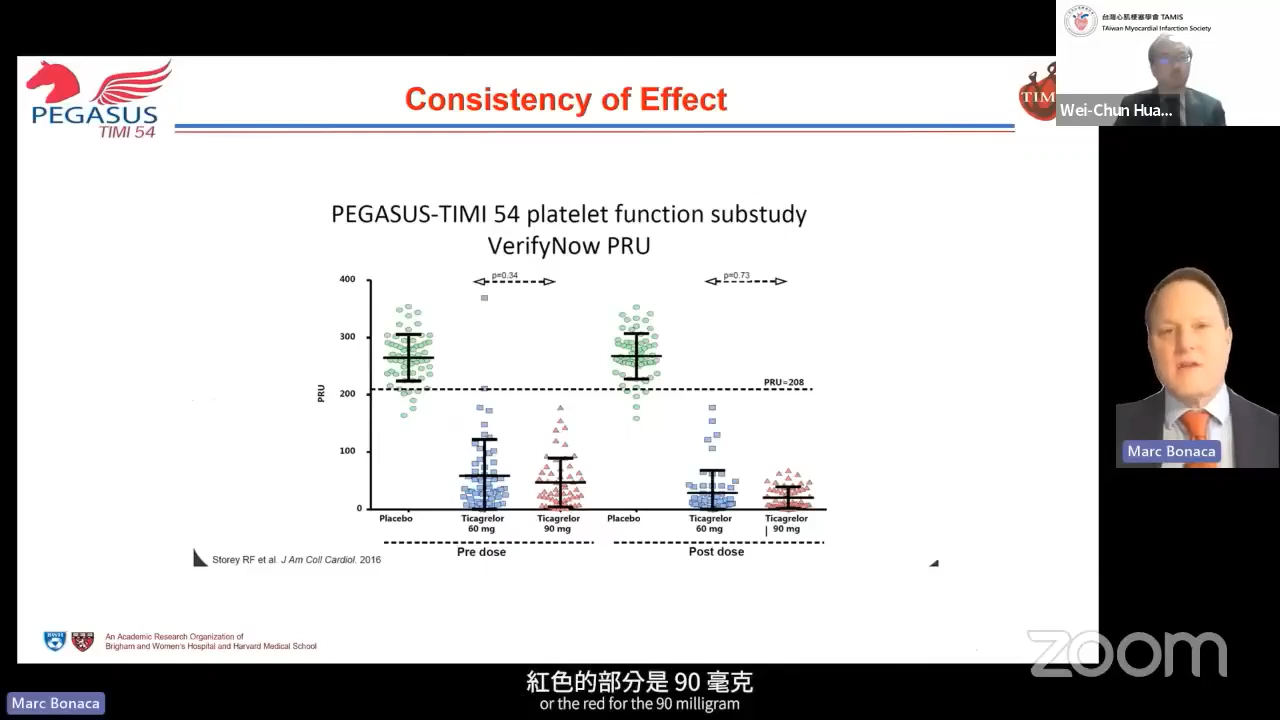 台灣心肌梗塞學會 TAMIS
TAiwan Myocardial Infarction Society
Wei-Chun Hua...
PEGASUS
TIMI 54
Consistency of Effect
TIM
PEGASUS-TIMI 54 platelet function substudy
VerifyNow PRU
p=0.34
p=0.73
400
300
200
100
0
PRU
PRU=208
Placebo
Ticagrelor
60 mg
Ticagrelor
90 mg
Placebo
Ticagrelor
60 mg
Ticagrelor
90 mg
Pre dose
Post dose
Storey RF et al. J Am Coll Cardiol. 2016
BWH
An Academic Research Organization of
Brigham and Women's Hospital and Harvard Medical School
Marc Bonaca
zoom
紅色的部分是 90 毫克
or the red for the 90 milligram
Marc Bonaca